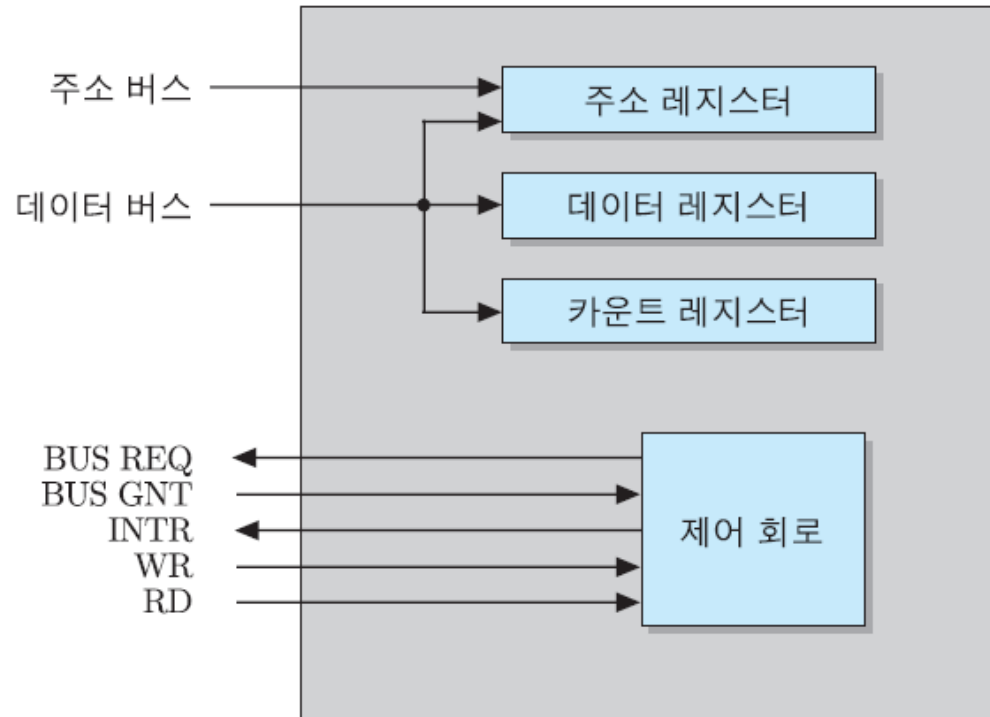 주소 버스
주소 레지스터
데이터 버스
데이터 레지스터
카운트 레지스터
BUS REQ
BUS GNT
INTR
WR
RD
제어 회로